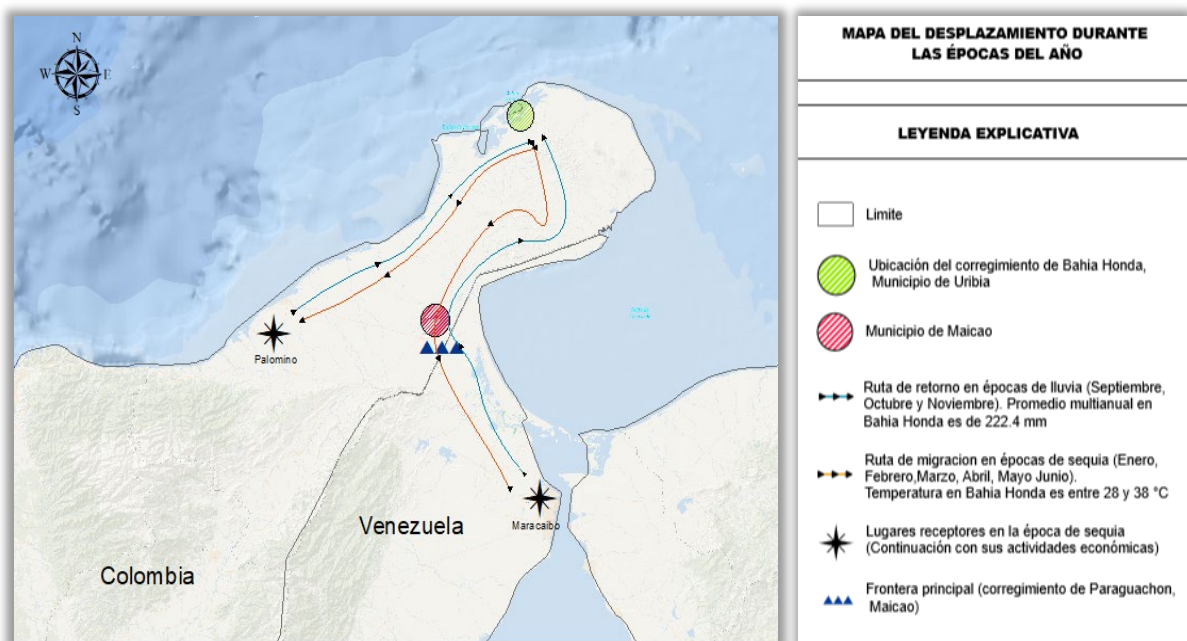 N
W E
S
Palomino
Maracaibo
Venezuela
Colombia
MAPA DEL DESPLAZAMIENTO DURANTE
LAS ÉPOCAS DEL AÑO
LEYENDA EXPLICATIVA
Limite
Ubicación del corregimiento de Bahia Honda,
Municipio de Uribia
Municipio de Maicao
Ruta de retorno en épocas de lluvia (Septiembre,
Octubre y Noviembre). Promedio multianual en
Bahia Honda es de 222.4 mm
Ruta de migracion en épocas de sequia (Enero,
Febrero,Marzo, Abril, Mayo Junio).
Temperatura en Bahia Honda es entre 28 y 38 °C
Lugares receptores en la época de sequia
(Continuación con sus actividades económicas)
Frontera principal (corregimiento de Paraguachon,
Maicao)